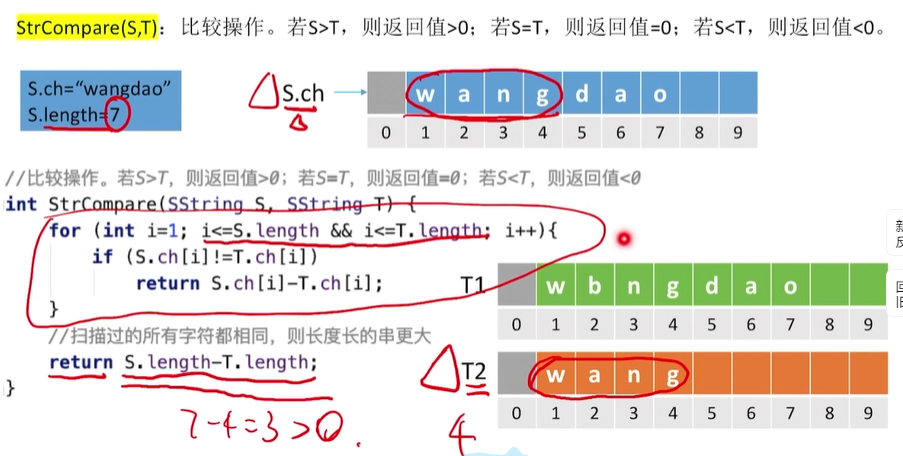 StrCompare(S,T)：比较操作。若S>T，则返回值>0；若S=T，则返回值=0；若S<T，则返回值<0。
S.ch=“wangdao”
S.length=7
S.ch
w a n g d a o
0 1 2 3 4 5 6 7 8 9
//比较操作。若S>T，则返回值>0；若S=T，则返回值=0；若S<T，则返回值<0
int StrCompare(SString S, SString T) {
for (int i=1; i<=S.length && i<=T.length; i++){
if (S.ch[i]!=T.ch[i])
return S.ch[i]-T.ch[i];
}
//扫描过的所有字符都相同，则长度长的串更大
return S.length-T.length;
}
T1
w b n g d a o
0 1 2 3 4 5 6 7 8 9
T2
w a n g
0 1 2 3 4 5 6 7 8 9
7-4=3>0.
4
新
反
回
旧